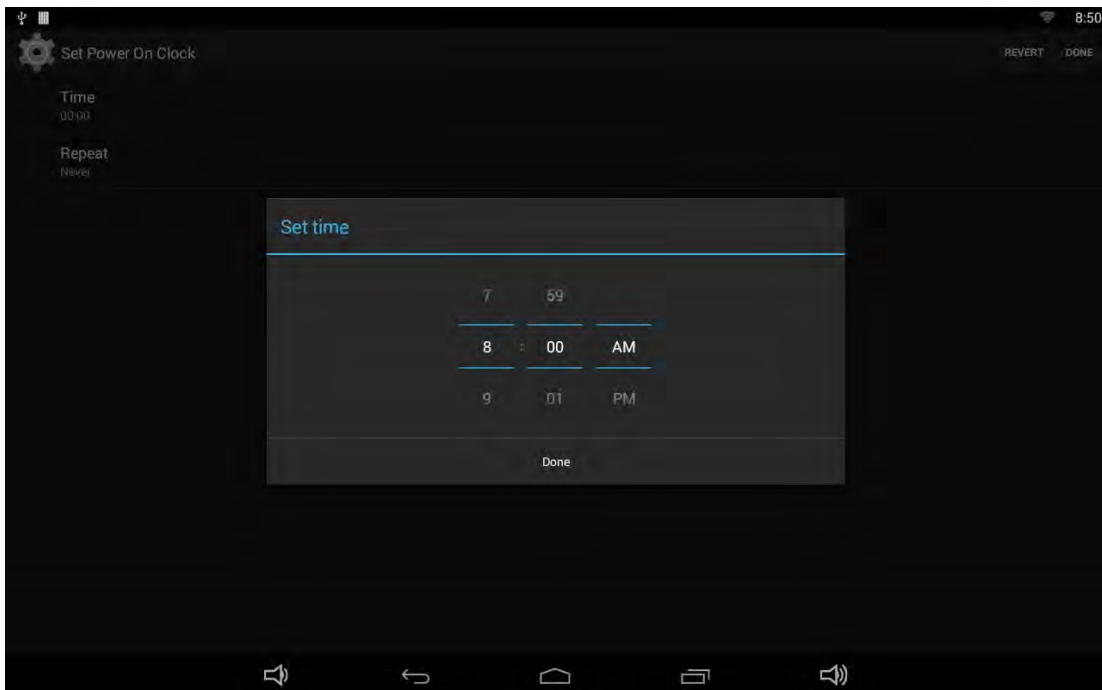 8:50
Set Power On Clock REVERT DONE
Time
00:00
Repeat
Never
Set time
7 59
8 : 00 AM
9 01 PM
Done